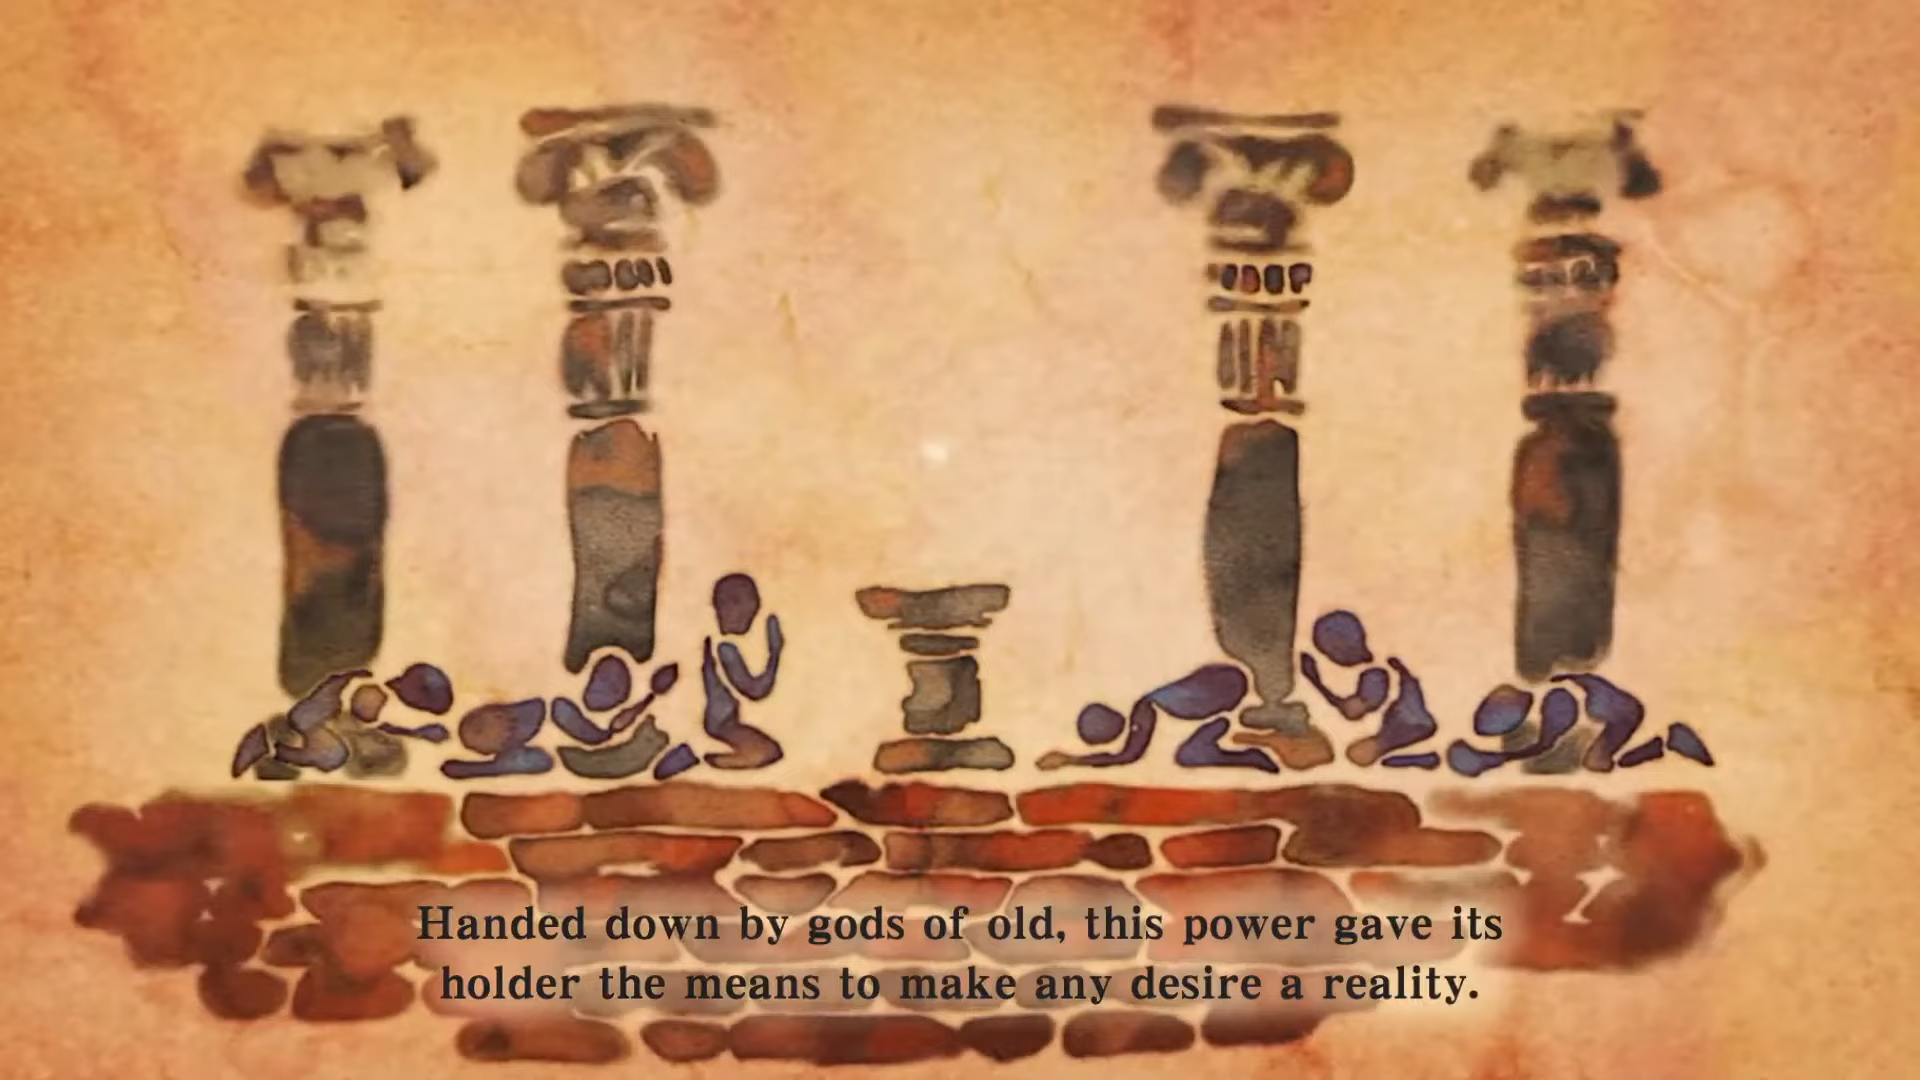 Handed down by gods of old, this power gave its
holder the means to make any desire a reality.